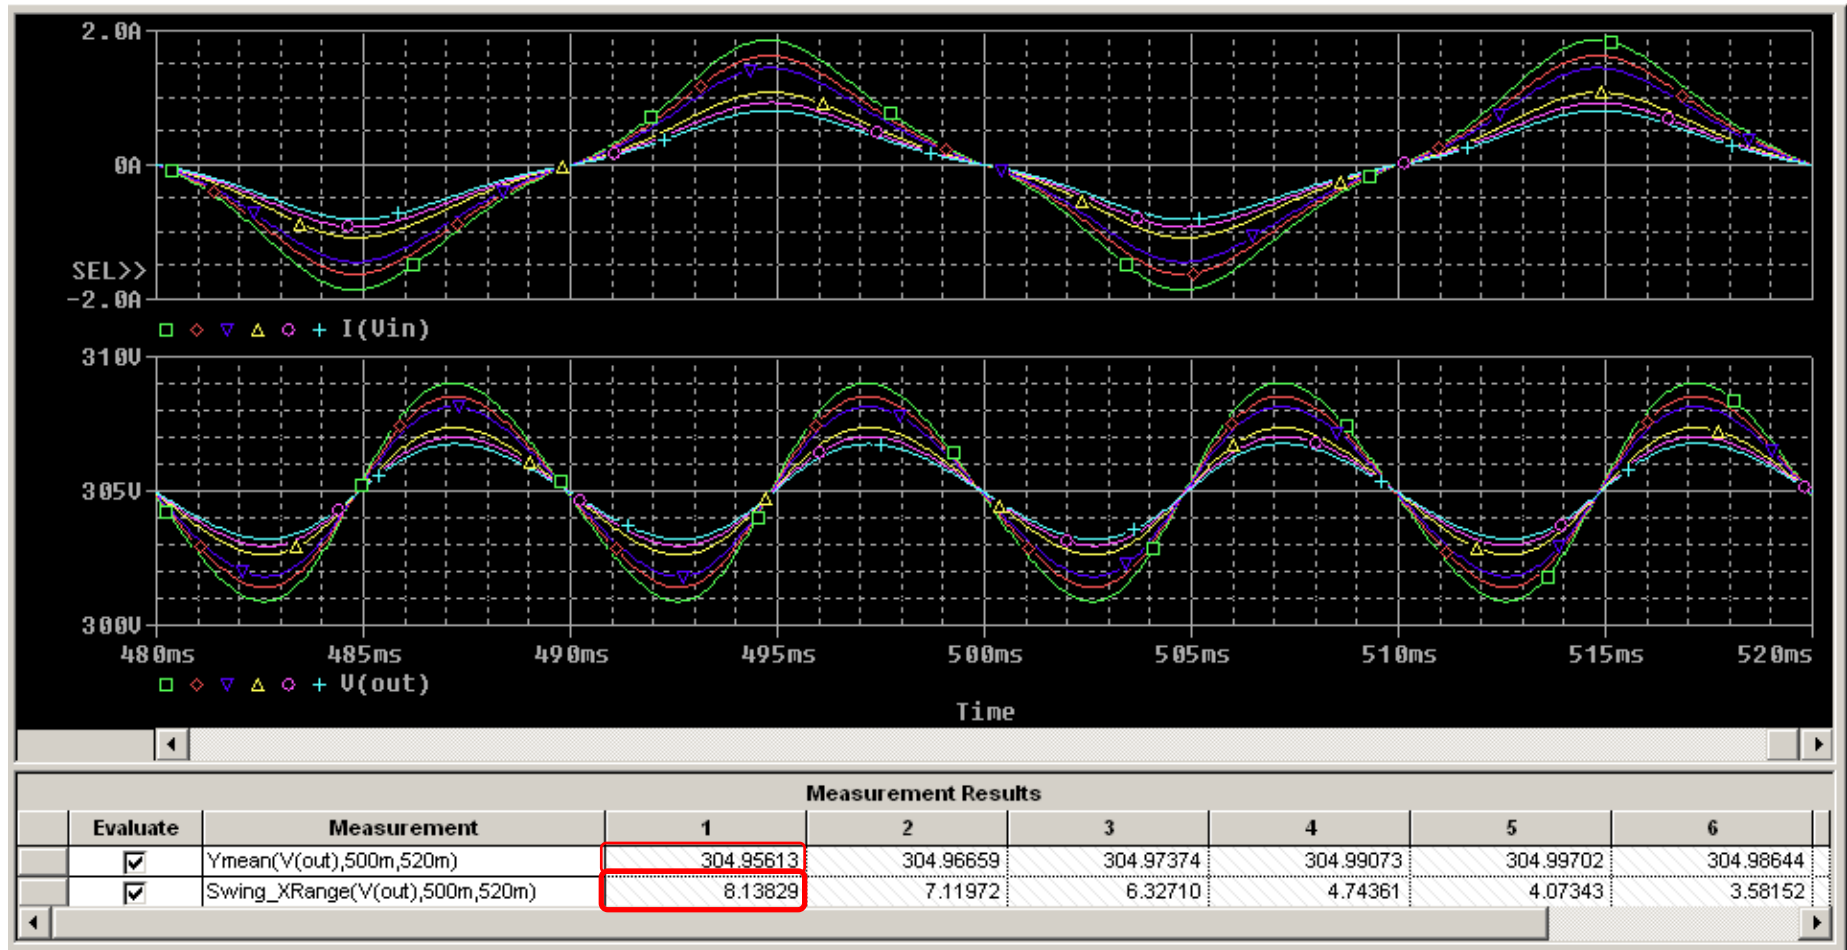 2.0A
0A
SEL>>
-2.0A
I(Vin)
310V
305V
300V
480ms 485ms 490ms 495ms 500ms 505ms 510ms 515ms 520ms
V(out)
Time
Measurement Results
Evaluate Measurement 1 2 3 4 5 6
Ymean(V(out),500m,520m) 304.95613 304.96659 304.97374 304.99073 304.99702 304.98644
Swing_XRange(V(out),500m,520m) 8.13829 7.11972 6.32710 4.74361 4.07343 3.58152